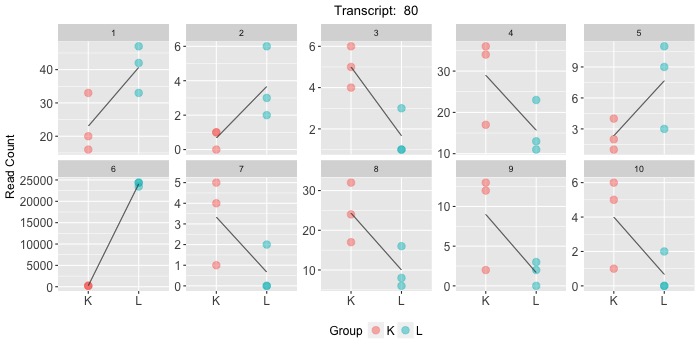 Transcript:  80
1 2 3 4 5
40 30 20
6 4 2 0
6 4 2
30 20 10
9 6 3
Read Count
6 7 8 9 10
25000 20000 15000 10000 5000 0
5 4 3 2 1 0
30 20 10
10 5 0
6 4 2 0
K L K L K L K L K L
Group K L